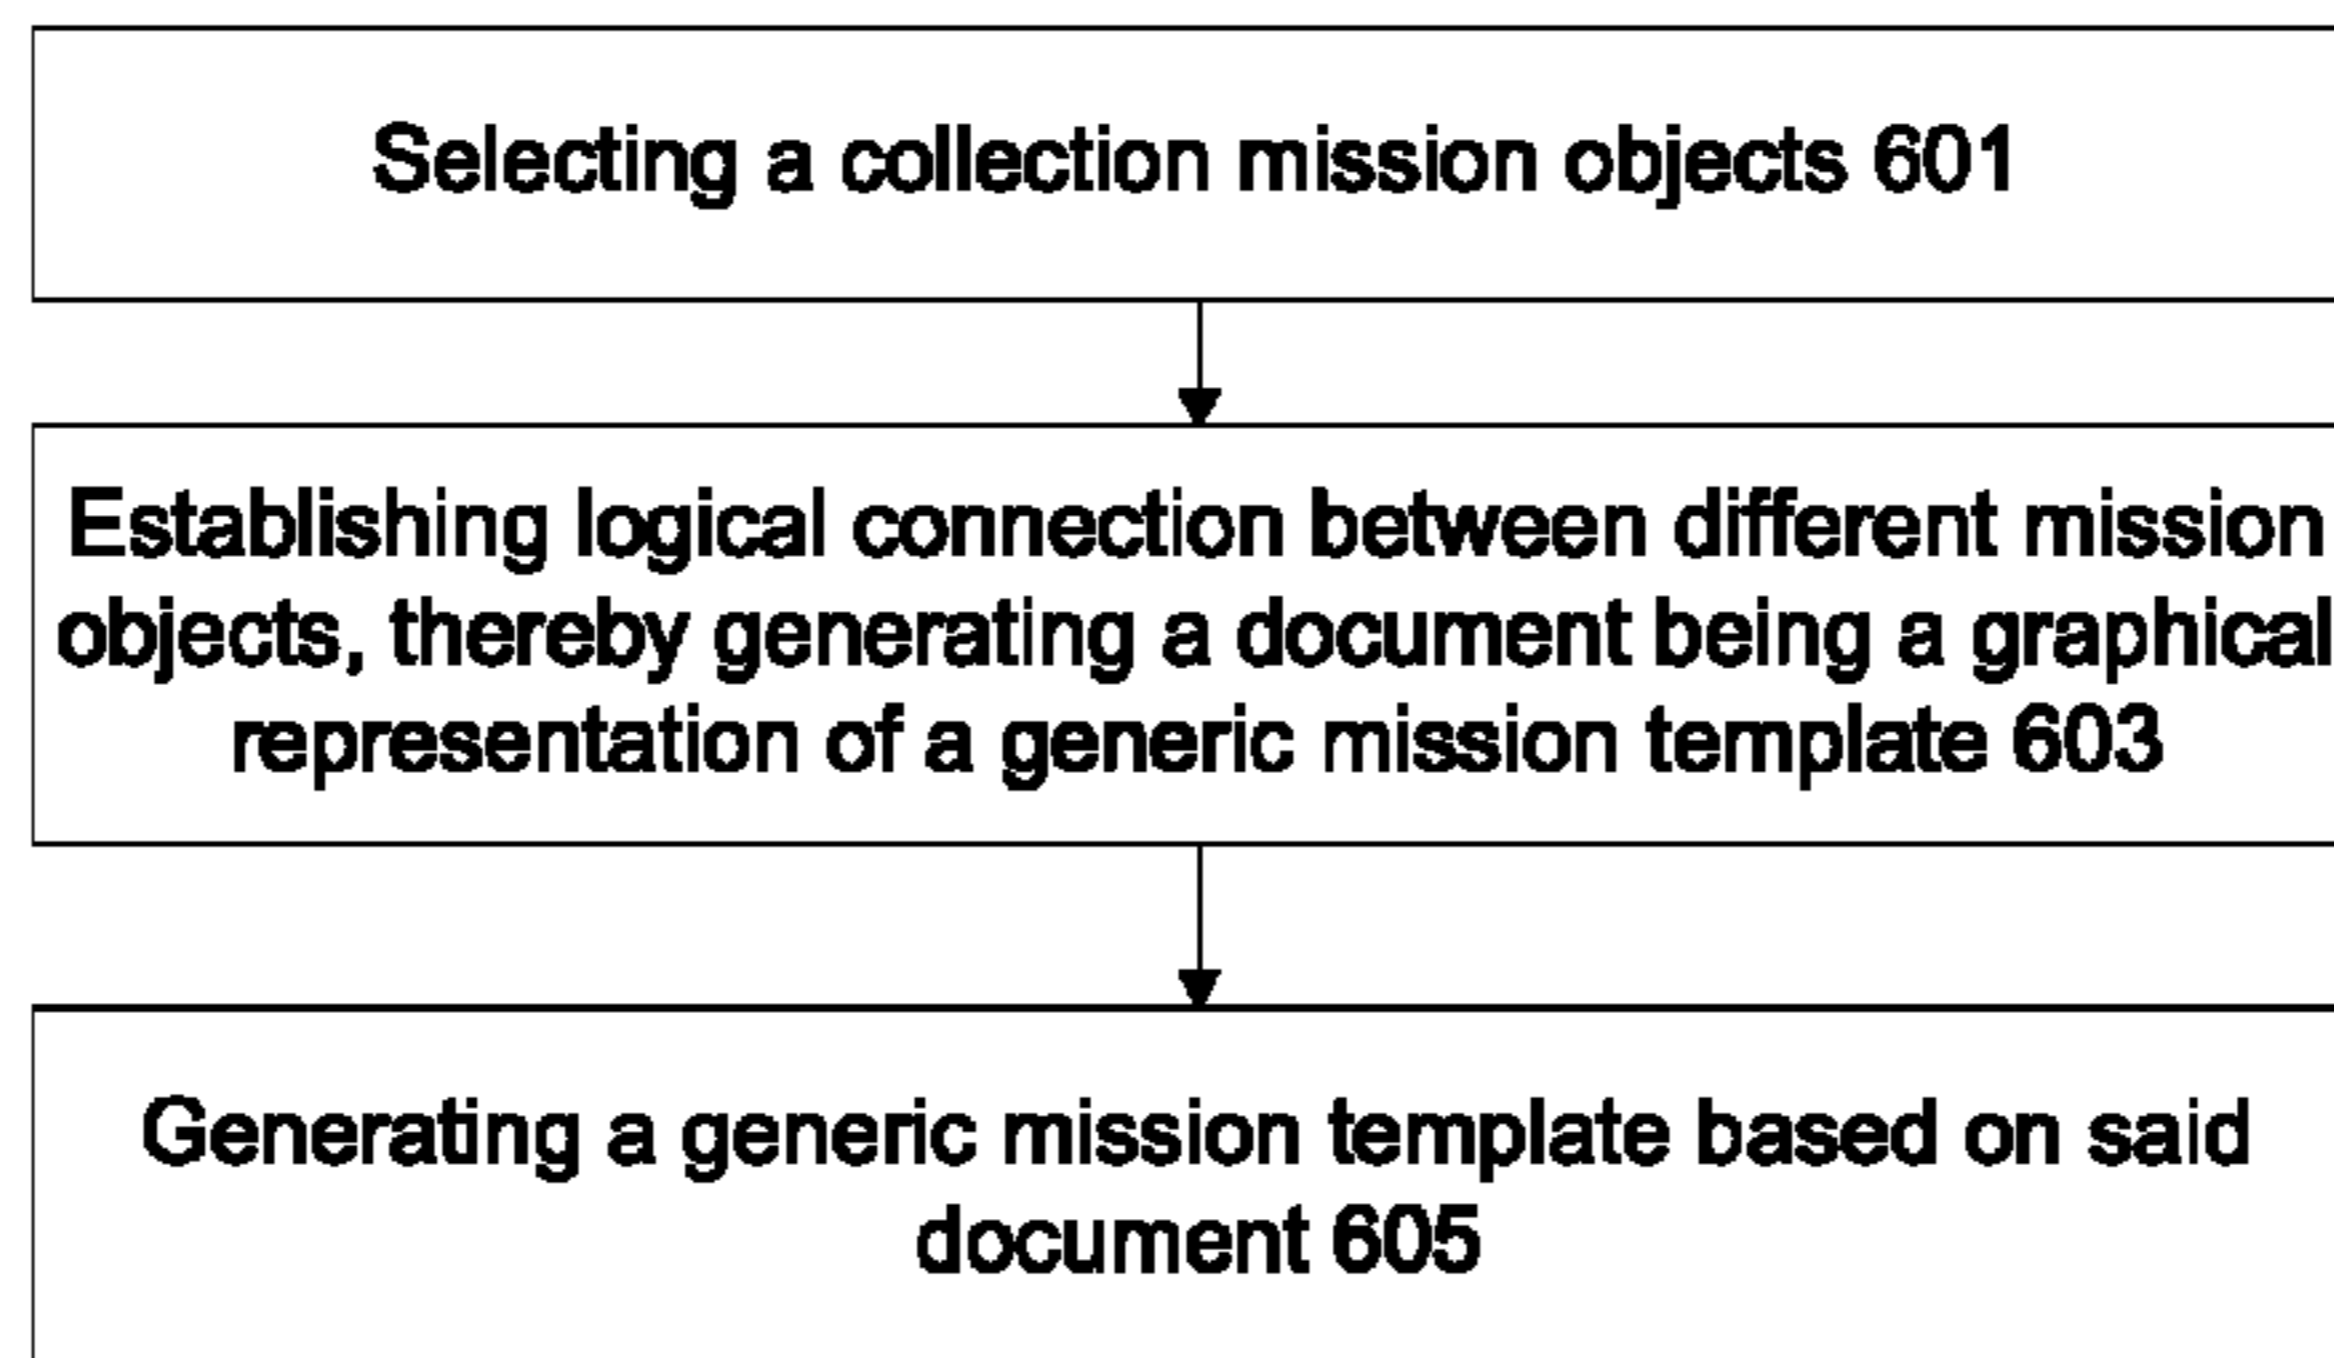 Selecting a collection mission objects 601
Establishing logical connection between different mission
objects, thereby generating a document being a graphical
representation of a generic mission template 603
Generating a generic mission template based on said
document 605